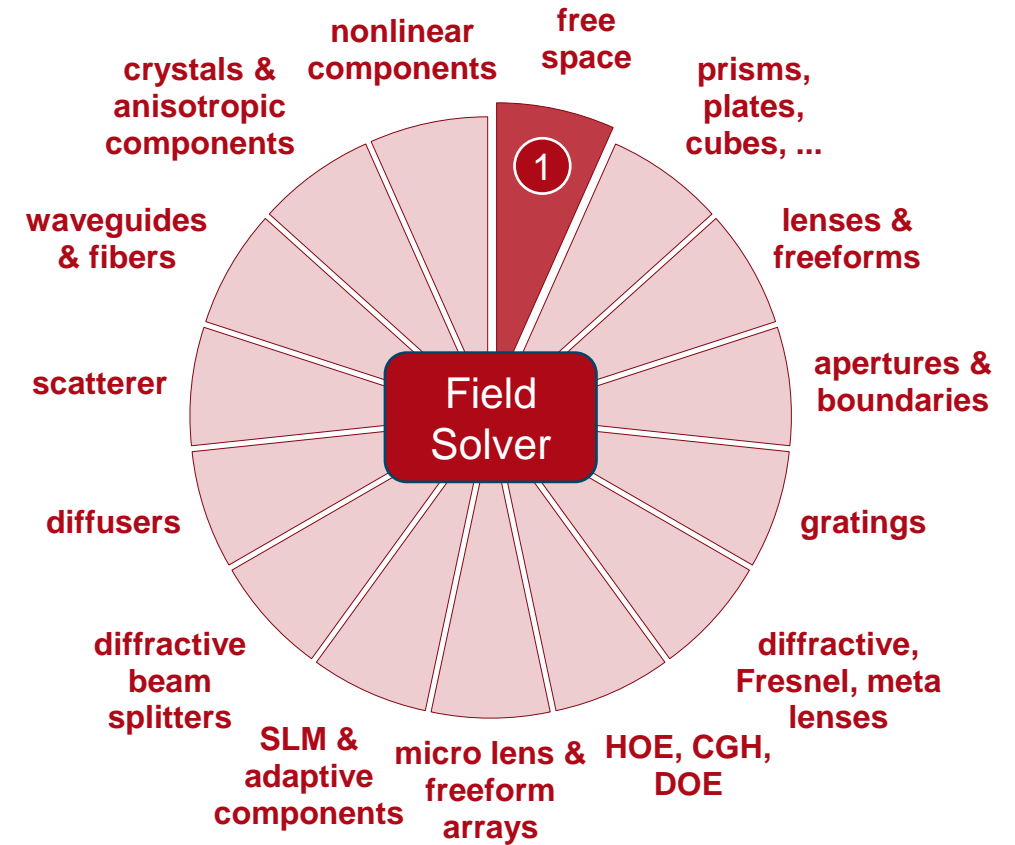 free
space
1
prisms,
plates,
cubes, ...
lenses &
freeforms
apertures &
boundaries
gratings
diffractive,
Fresnel, meta
lenses
HOE, CGH,
DOE
micro lens &
freeform
arrays
SLM &
adaptive
components
diffractive
beam
splitters
diffusers
scatterer
waveguides
& fibers
crystals &
anisotropic
components
nonlinear
components
Field
Solver